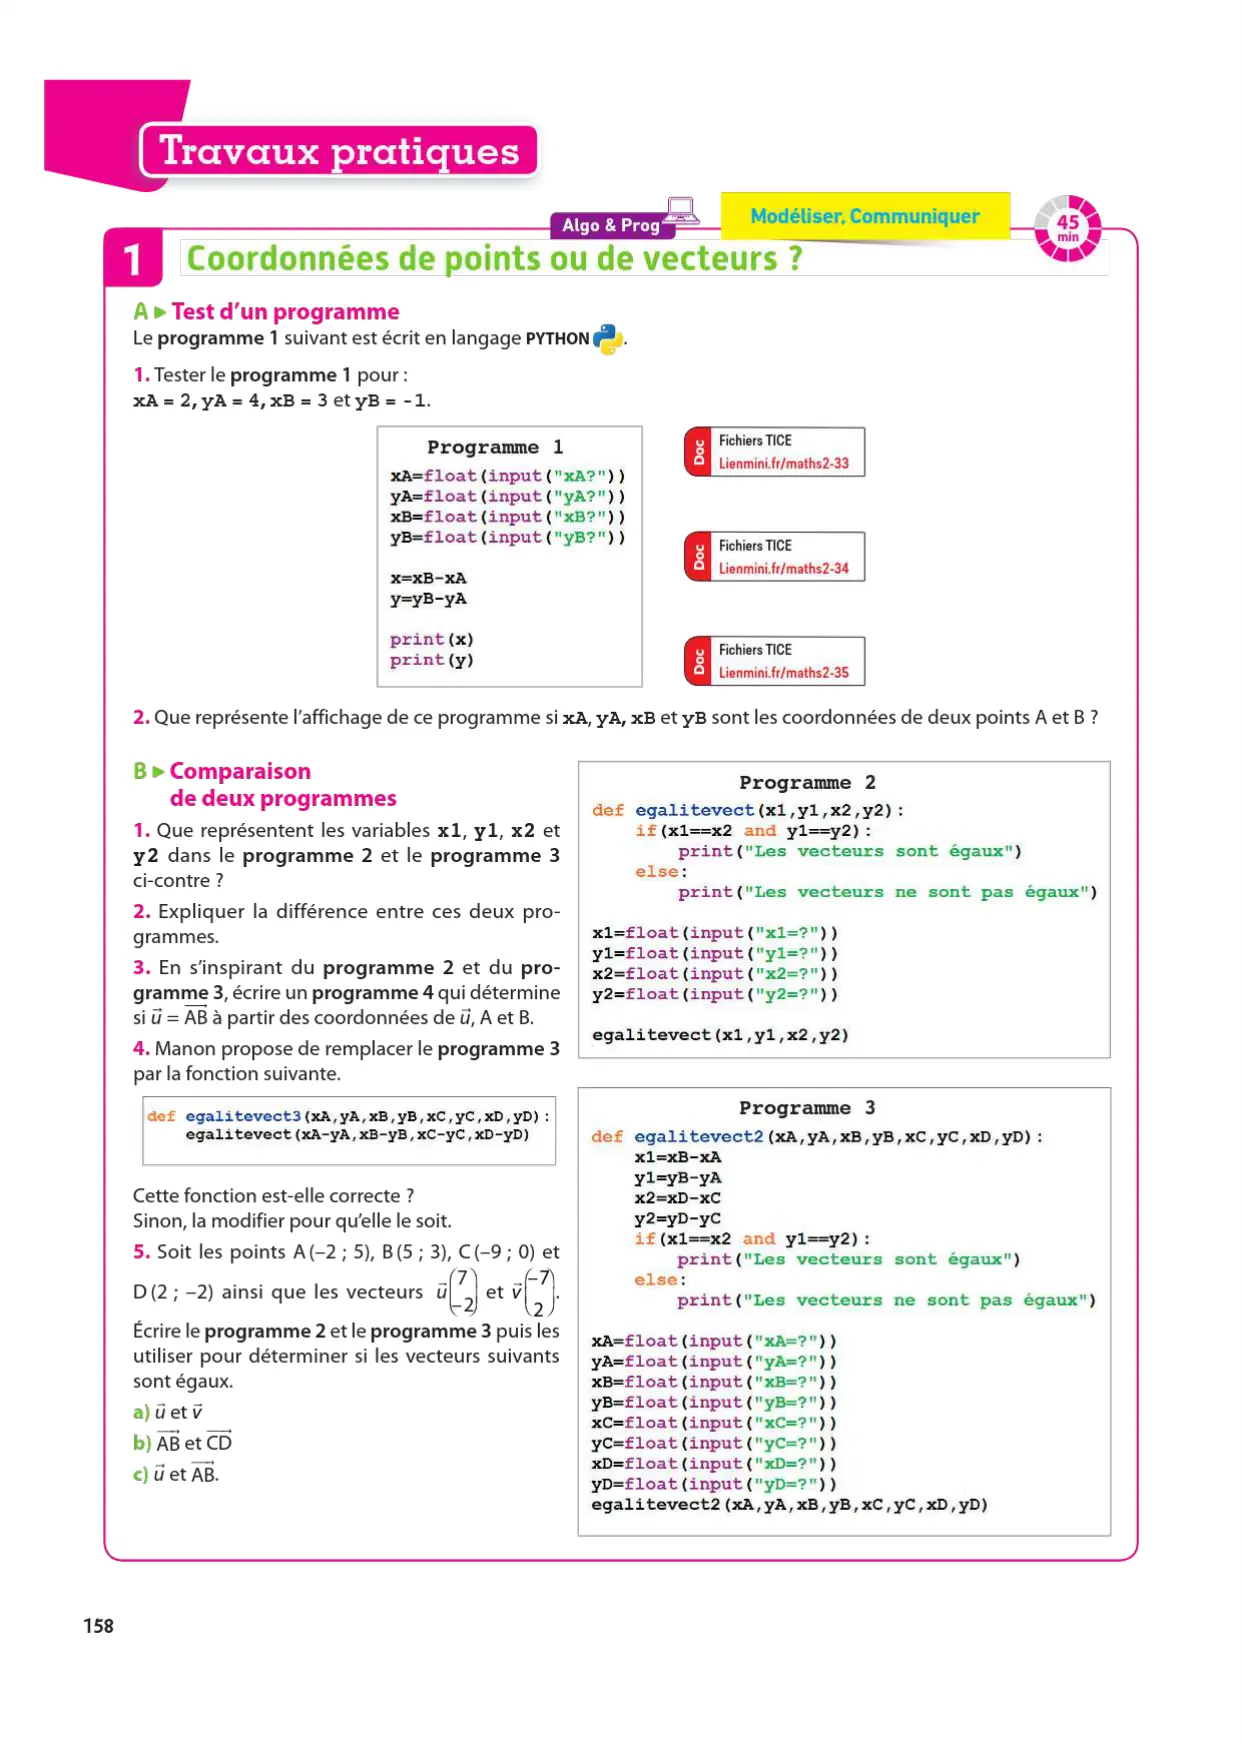 Travaux pratiques
Algo & Prog
Modéliser, Communiquer
45
min
1
Coordonnées de points ou de vecteurs ?
A ▸ Test d'un programme
Le programme 1 suivant est écrit en langage PYTHON .
1. Tester le programme 1 pour :
xA = 2, yA = 4, xB = 3 et yB = -1.
Programme 1
xA=float(input("xA?"))
yA=float(input("yA?"))
xB=float(input("xB?"))
yB=float(input("yB?"))
x=xB-xA
y=yB-yA
print(x)
print(y)
Doc
Fichiers TICE
Lienmini.fr/maths2-33
Doc
Fichiers TICE
Lienmini.fr/maths2-34
Doc
Fichiers TICE
Lienmini.fr/maths2-35
2. Que représente l'affichage de ce programme si xA, yA, xB et yB sont les coordonnées de deux points A et B ?
B ▸ Comparaison
de deux programmes
1. Que représentent les variables x1, y1, x2 et
y2 dans le programme 2 et le programme 3
ci-contre ?
2. Expliquer la différence entre ces deux pro-
grammes.
3. En s'inspirant du programme 2 et du pro-
gramme 3, écrire un programme 4 qui détermine
si u⃗ = AB⃗ à partir des coordonnées de u⃗, A et B.
4. Manon propose de remplacer le programme 3
par la fonction suivante.
def egalitevect3(xA,yA,xB,yB,xC,yC,xD,yD):
egalitevect(xA-yA,xB-yB,xC-yC,xD-yD)
Cette fonction est-elle correcte ?
Sinon, la modifier pour qu'elle le soit.
5. Soit les points A(–2 ; 5), B(5 ; 3), C(–9 ; 0) et
D(2 ; –2) ainsi que les vecteurs u⃗(7 –2) et v⃗(–7 2).
Écrire le programme 2 et le programme 3 puis les
utiliser pour déterminer si les vecteurs suivants
sont égaux.
a) u⃗ et v⃗
b) AB⃗ et CD⃗
c) u⃗ et AB⃗.
Programme 2
def egalitevect(x1,y1,x2,y2):
if(x1==x2 and y1==y2):
print("Les vecteurs sont égaux")
else:
print("Les vecteurs ne sont pas égaux")
x1=float(input("x1=?"))
y1=float(input("y1=?"))
x2=float(input("x2=?"))
y2=float(input("y2=?"))
egalitevect(x1,y1,x2,y2)
Programme 3
def egalitevect2(xA,yA,xB,yB,xC,yC,xD,yD):
x1=xB-xA
y1=yB-yA
x2=xD-xC
y2=yD-yC
if(x1==x2 and y1==y2):
print("Les vecteurs sont égaux")
else:
print("Les vecteurs ne sont pas égaux")
xA=float(input("xA=?"))
yA=float(input("yA=?"))
xB=float(input("xB=?"))
yB=float(input("yB=?"))
xC=float(input("xC=?"))
yC=float(input("yC=?"))
xD=float(input("xD=?"))
yD=float(input("yD=?"))
egalitevect2(xA,yA,xB,yB,xC,yC,xD,yD)
158